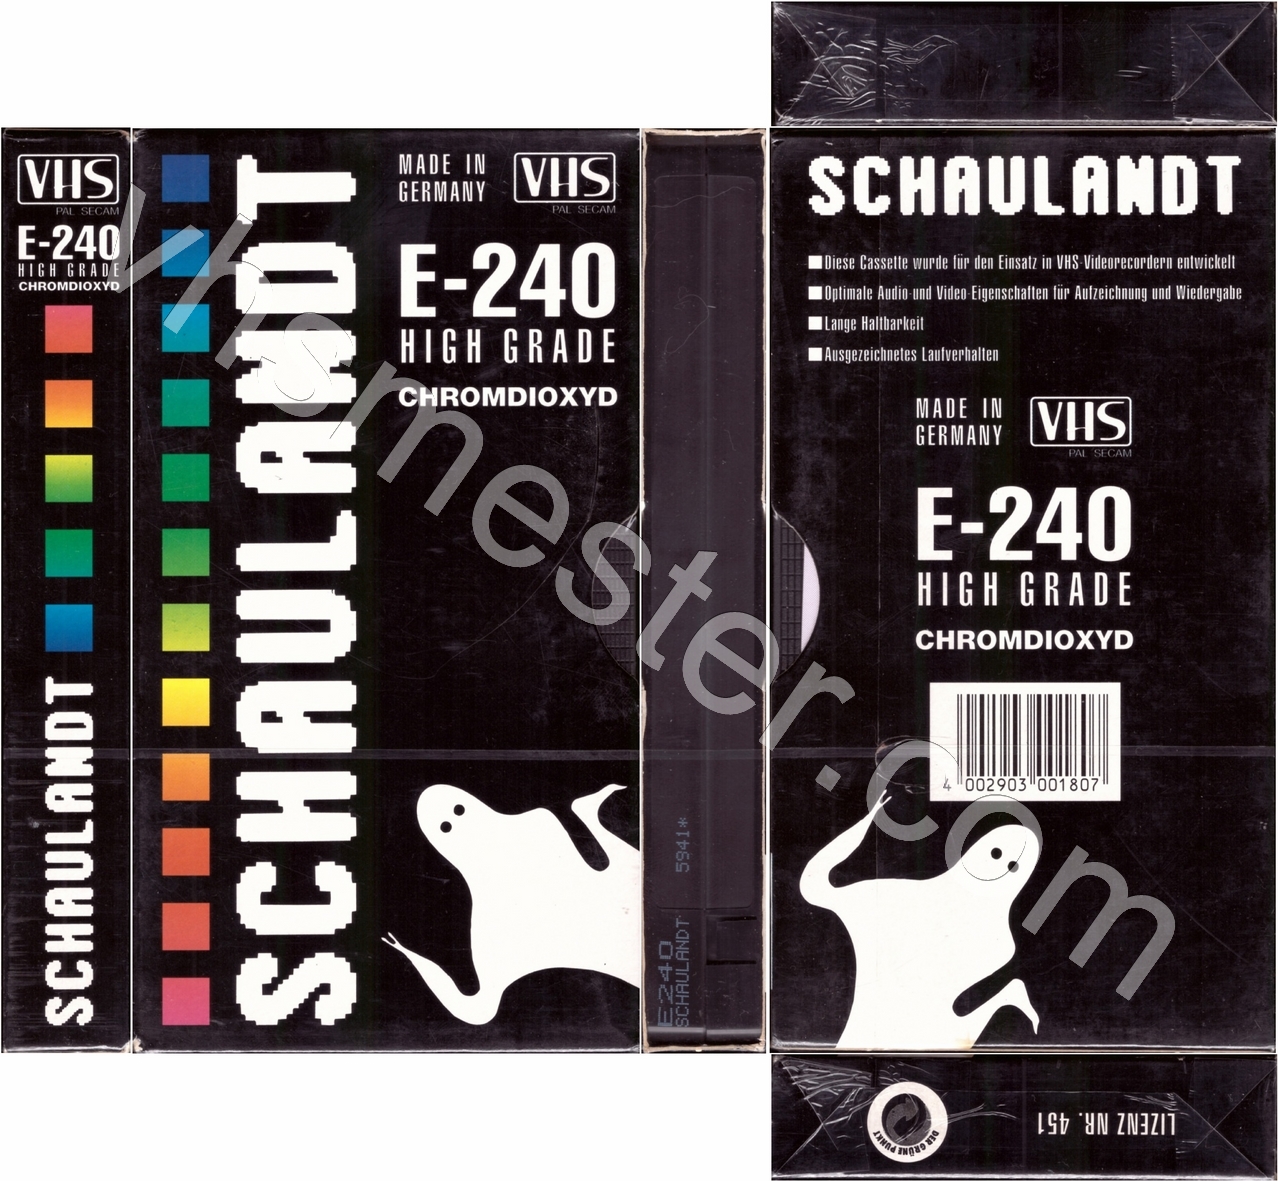 VHS
PAL SECAM
E-240
HIGH GRADE
CHROMDIOXYD
SCHAULANDT
SCHAULANDT
MADE IN
GERMANY
VHS
PAL SECAM
E-240
HIGH GRADE
CHROMDIOXYD
5941*
E240
SCHAULANDT
SCHAULANDT
Diese Cassette wurde für den Einsatz in VHS-Videorecordern entwickelt
Optimale Audio-und Video-Eigenschaften für Aufzeichnung und Wiedergabe
Lange Haltbarkeit
Ausgezeichnetes Laufverhalten
MADE IN
GERMANY
VHS
PAL SECAM
E-240
HIGH GRADE
CHROMDIOXYD
4 002903 001807
DER GRÜNE PUNKT
LIZENZ NR. 451
vhsmester.com